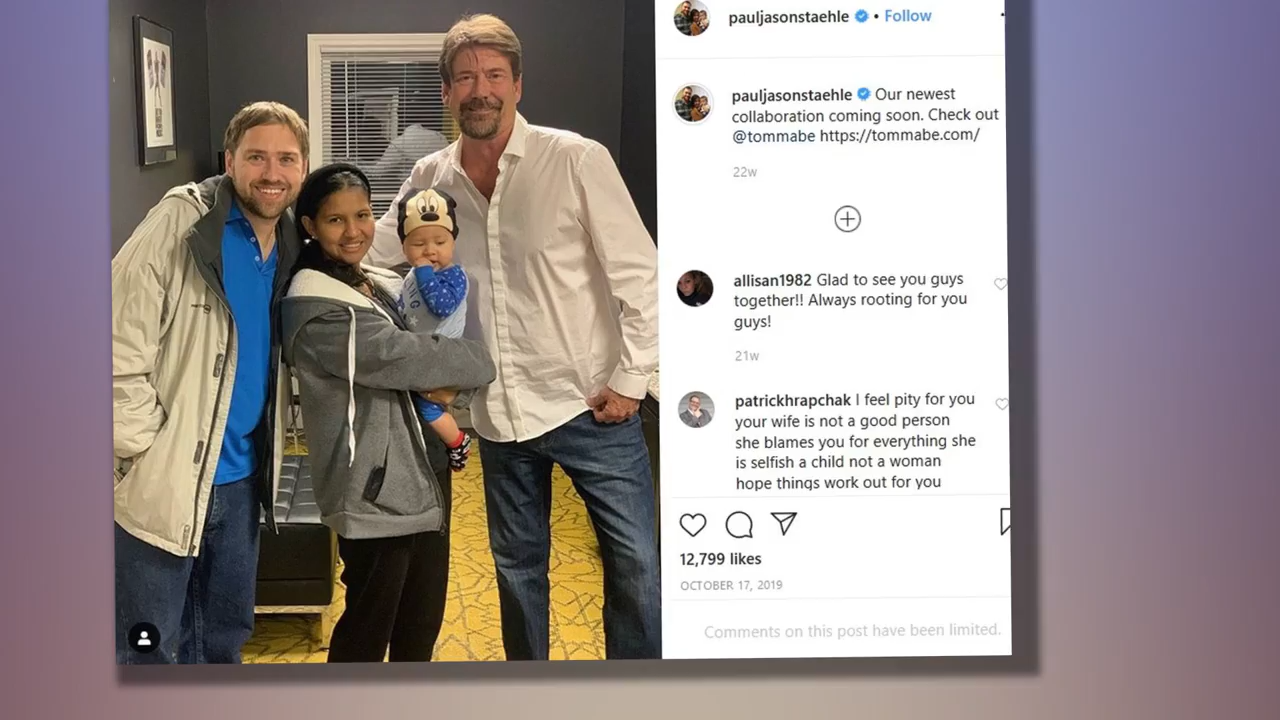 pauljasonstaehle • Follow
pauljasonstaehle Our newest
collaboration coming soon. Check out
@tommabe https://tommabe.com/
22w
allisan1982 Glad to see you guys
together!! Always rooting for you
guys!
21w
patrickhrapchak I feel pity for you
your wife is not a good person
she blames you for everything she
is selfish a child not a woman
hope things work out for you
12,799 likes
OCTOBER 17, 2019
Comments on this post have been limited.